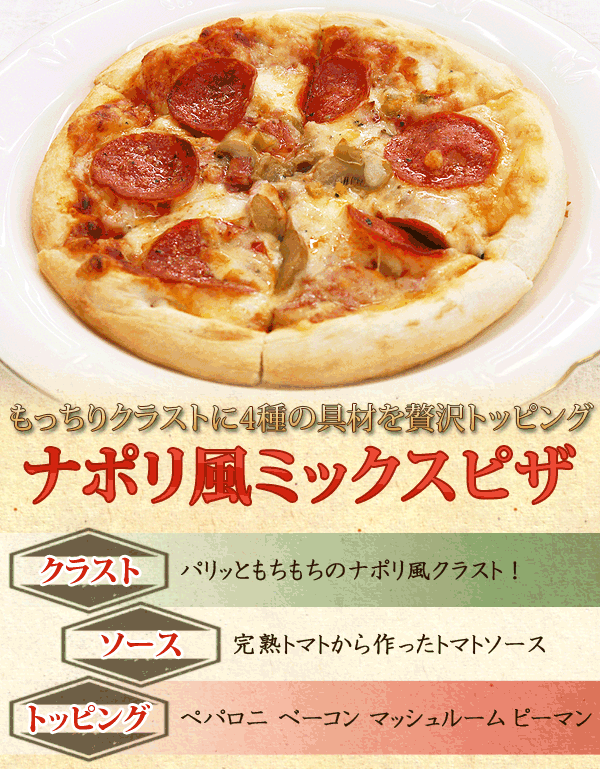 もっちりクラストに4種の具材を贅沢トッピング
ナポリ風ミックスピザ
クラスト パリッともちもちのナポリ風クラスト！
ソース 完熟トマトから作ったトマトソース
トッピング ペパロニ ベーコン マッシュルーム ピーマン